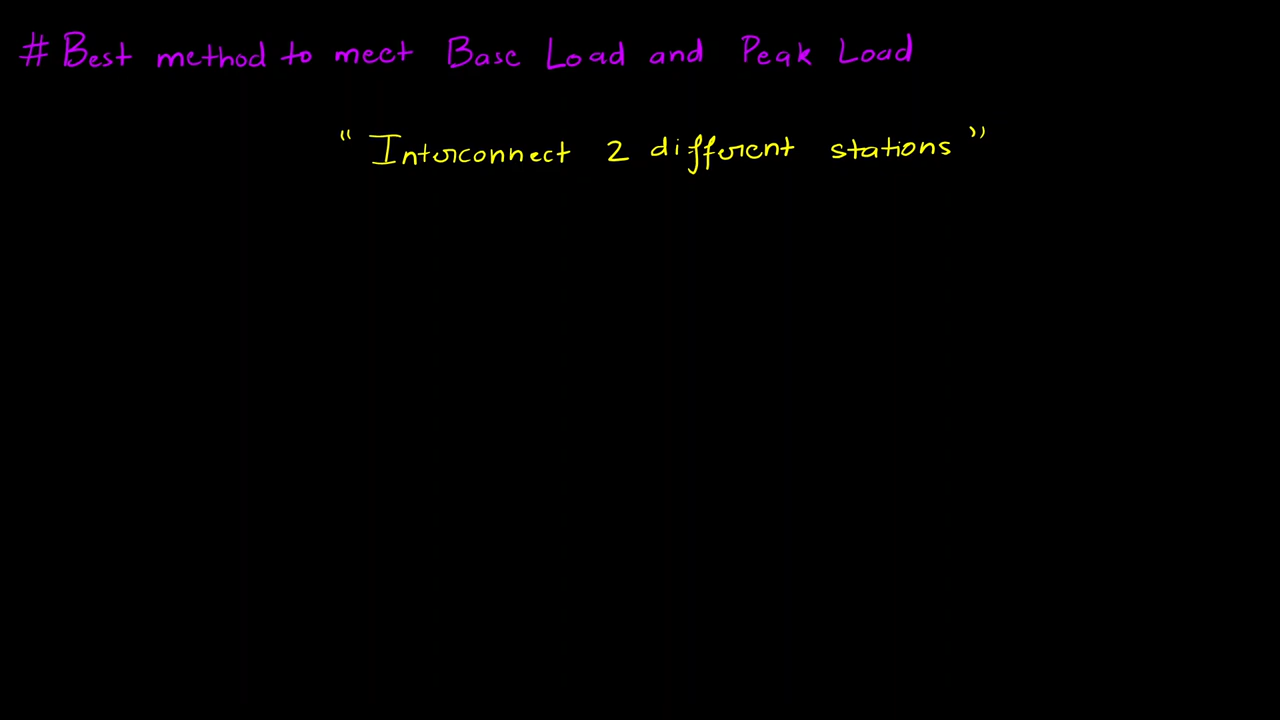 # Best method to meet Base Load and Peak Load
" Interconnect 2 different stations "